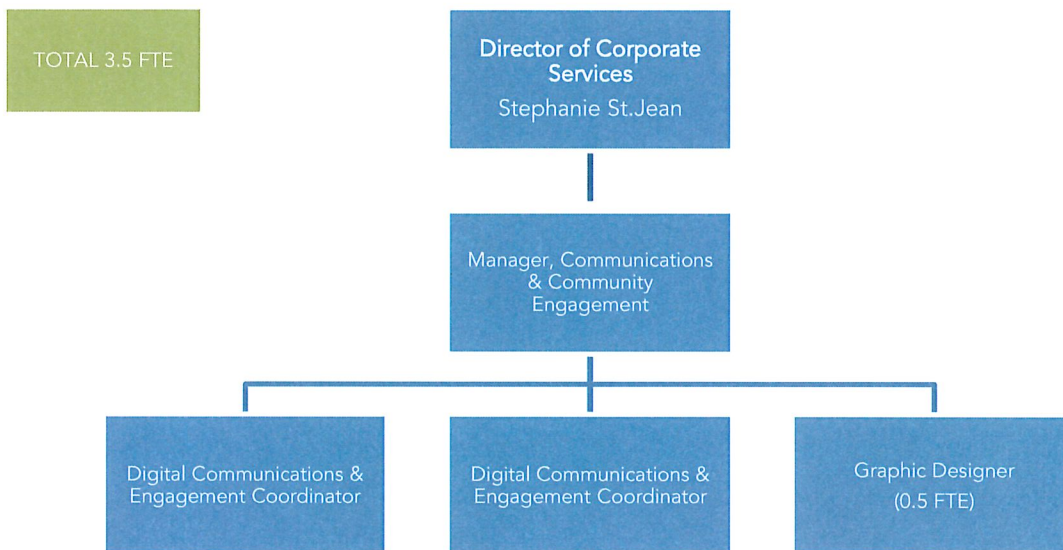 TOTAL 3.5 FTE
Director of Corporate
Services
Stephanie St.Jean
Manager, Communications
& Community
Engagement
Digital Communications &
Engagement Coordinator
Digital Communications &
Engagement Coordinator
Graphic Designer
(0.5 FTE)